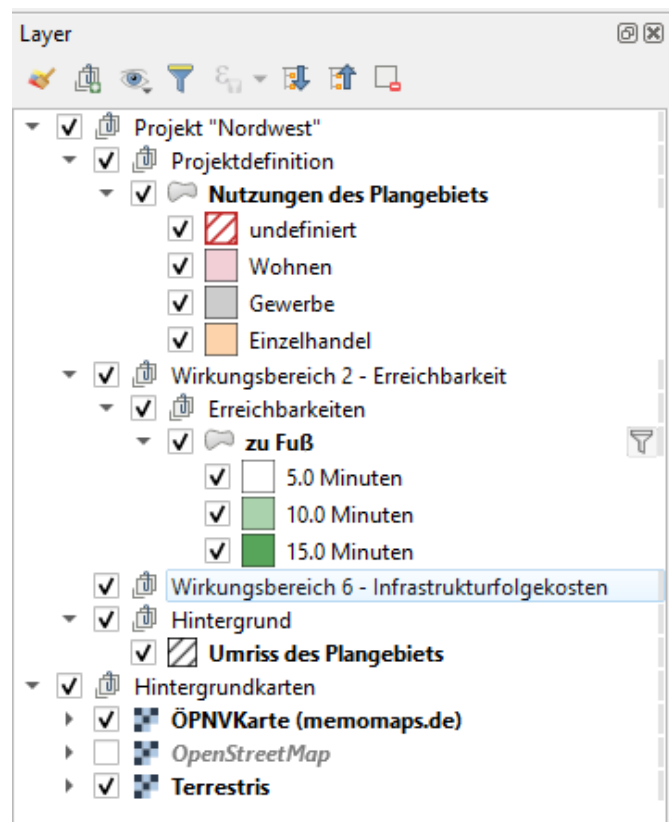 Layer
Projekt "Nordwest"
Projektdefinition
Nutzungen des Plangebiets
undefiniert
Wohnen
Gewerbe
Einzelhandel
Wirkungsbereich 2 - Erreichbarkeit
Erreichbarkeiten
zu Fuß
5.0 Minuten
10.0 Minuten
15.0 Minuten
Wirkungsbereich 6 - Infrastrukturfolgekosten
Hintergrund
Umriss des Plangebiets
Hintergrundkarten
ÖPNVKarte (memomaps.de)
OpenStreetMap
Terrestris